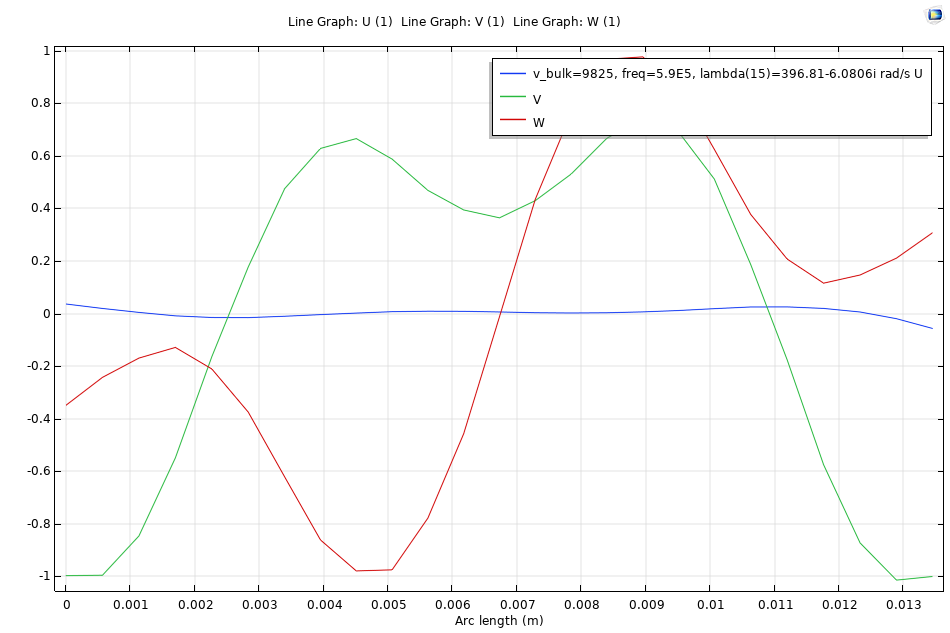 Line Graph: U (1)  Line Graph: V (1)  Line Graph: W (1)
v_bulk=9825, freq=5.9E5, lambda(15)=396.81-6.0806i rad/s U
V
W
1
0.8
0.6
0.4
0.2
0
-0.2
-0.4
-0.6
-0.8
-1
0 0.001 0.002 0.003 0.004 0.005 0.006 0.007 0.008 0.009 0.01 0.011 0.012 0.013
Arc length (m)